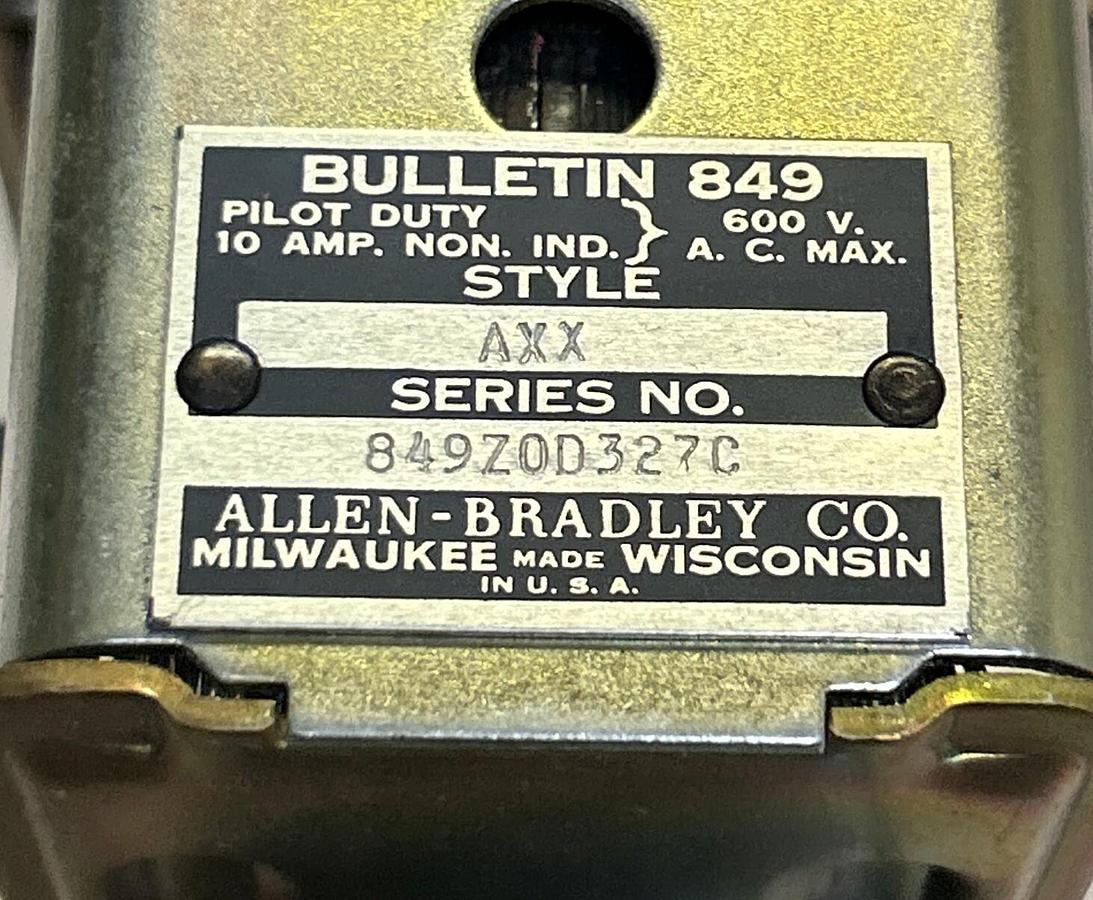 BULLETIN 849
PILOT DUTY } 600 V.
10 AMP. NON. IND. } A. C. MAX.
STYLE
AXX
SERIES NO.
849Z0D327C
ALLEN-BRADLEY CO.
MILWAUKEE MADE WISCONSIN
IN U. S. A.